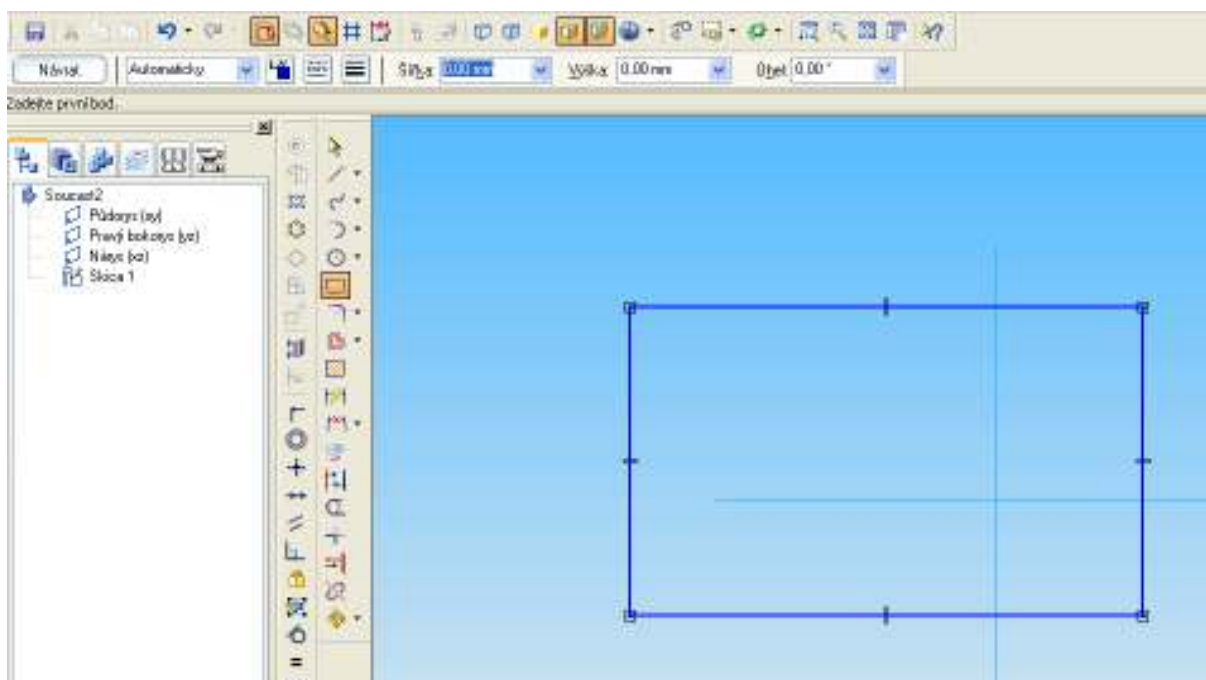 Návrat Automaticky Šířka: 0.00 mm Výška: 0.00 mm Úhel: 0.00 °
Zadejte první bod.
Soucast2
Půdorys (xy)
Pravý bokorys (yz)
Nárys (xz)
Skica 1